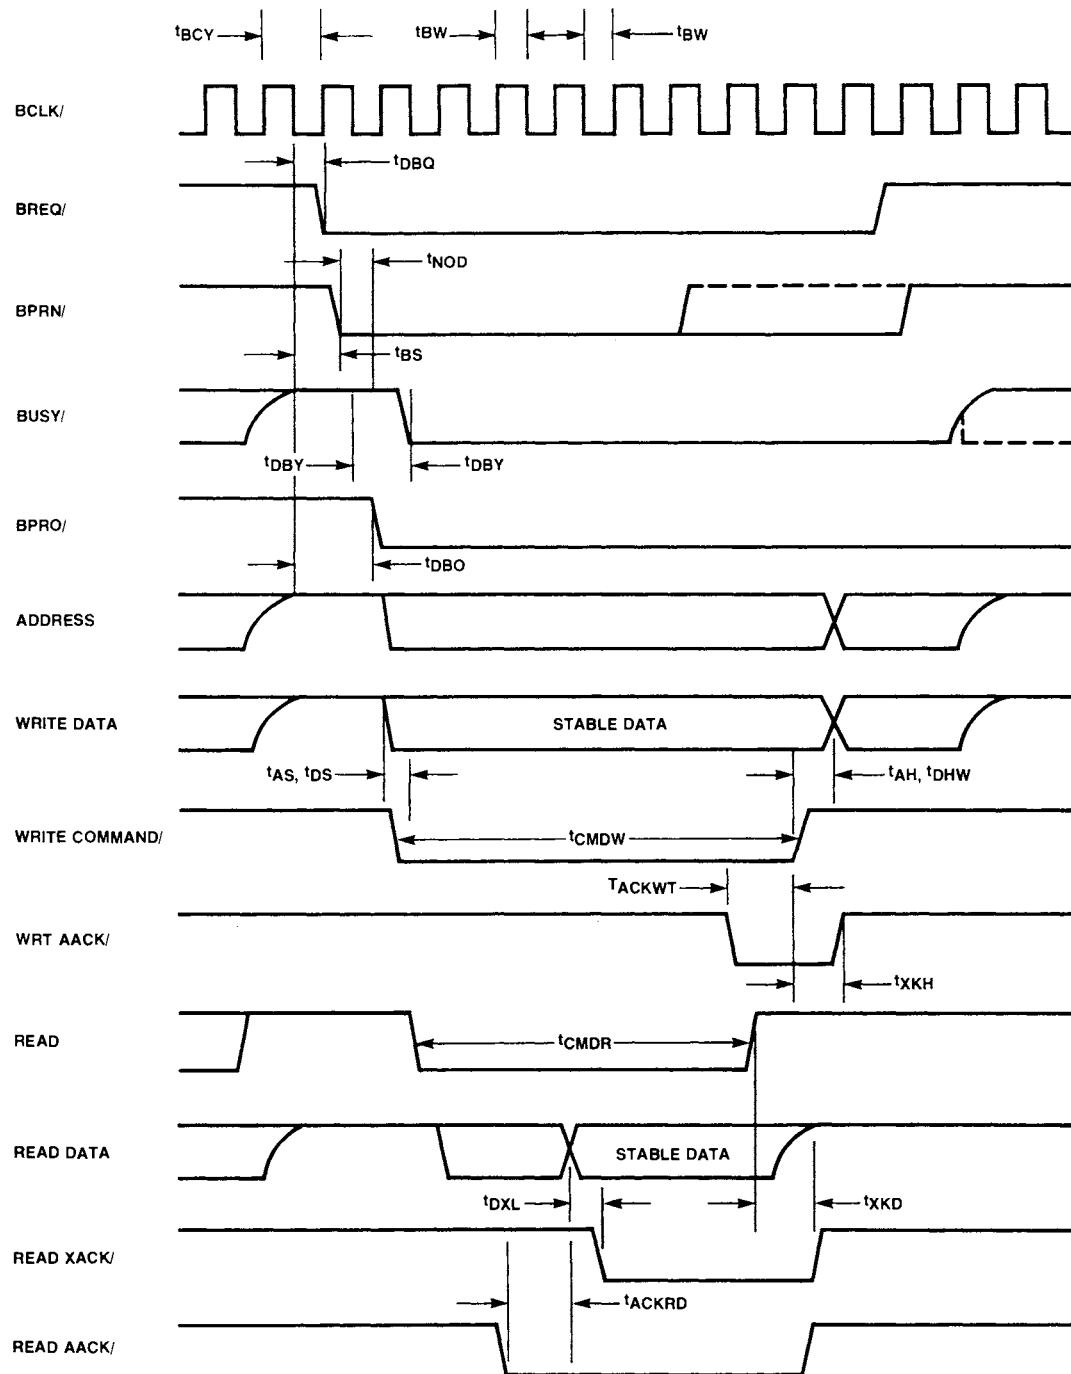 tBCY tBW tBW
BCLK/
tDBQ
BREQ/
tNOD
BPRN/
tBS
BUSY/
tDBY tDBY
BPRO/
tDBO
ADDRESS
WRITE DATA STABLE DATA
tAS, tDS tAH, tDHW
WRITE COMMAND/ tCMDW
TACKWT
WRT AACK/
tXKH
READ tCMDR
READ DATA STABLE DATA
tDXL tXKD
READ XACK/
tACKRD
READ AACK/